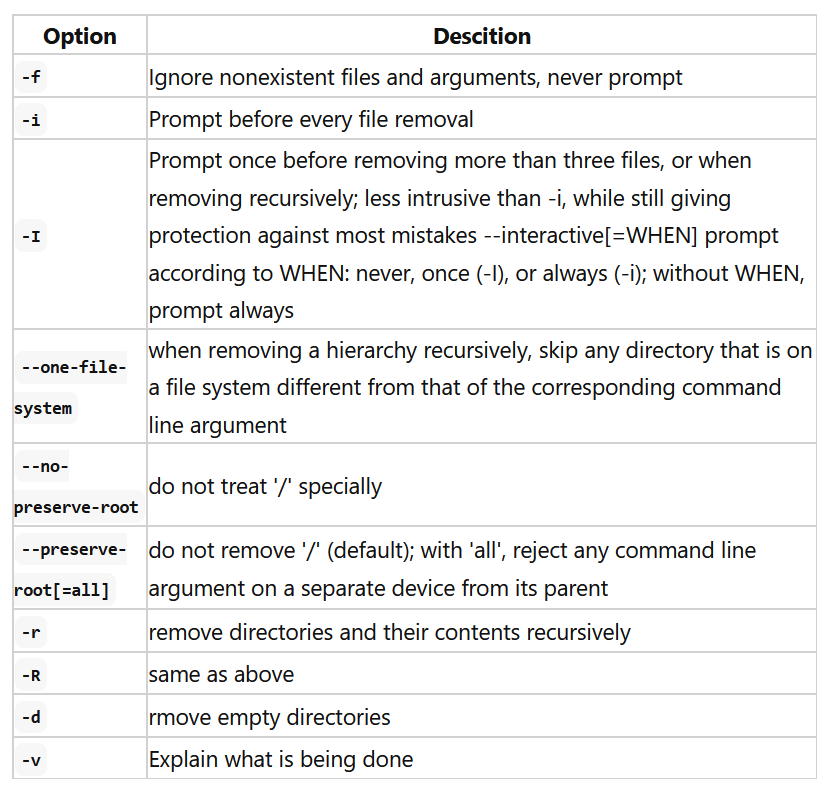 Option Descition
-f Ignore nonexistent files and arguments, never prompt
-i Prompt before every file removal
Prompt once before removing more than three files, or when
removing recursively; less intrusive than -i, while still giving
-I protection against most mistakes --interactive[=WHEN] prompt
according to WHEN: never, once (-I), or always (-i); without WHEN,
prompt always
--one-file-
system
when removing a hierarchy recursively, skip any directory that is on
a file system different from that of the corresponding command
line argument
--no-
preserve-root
do not treat '/' specially
--preserve-
root[=all]
do not remove '/' (default); with 'all', reject any command line
argument on a separate device from its parent
-r remove directories and their contents recursively
-R same as above
-d rmove empty directories
-v Explain what is being done